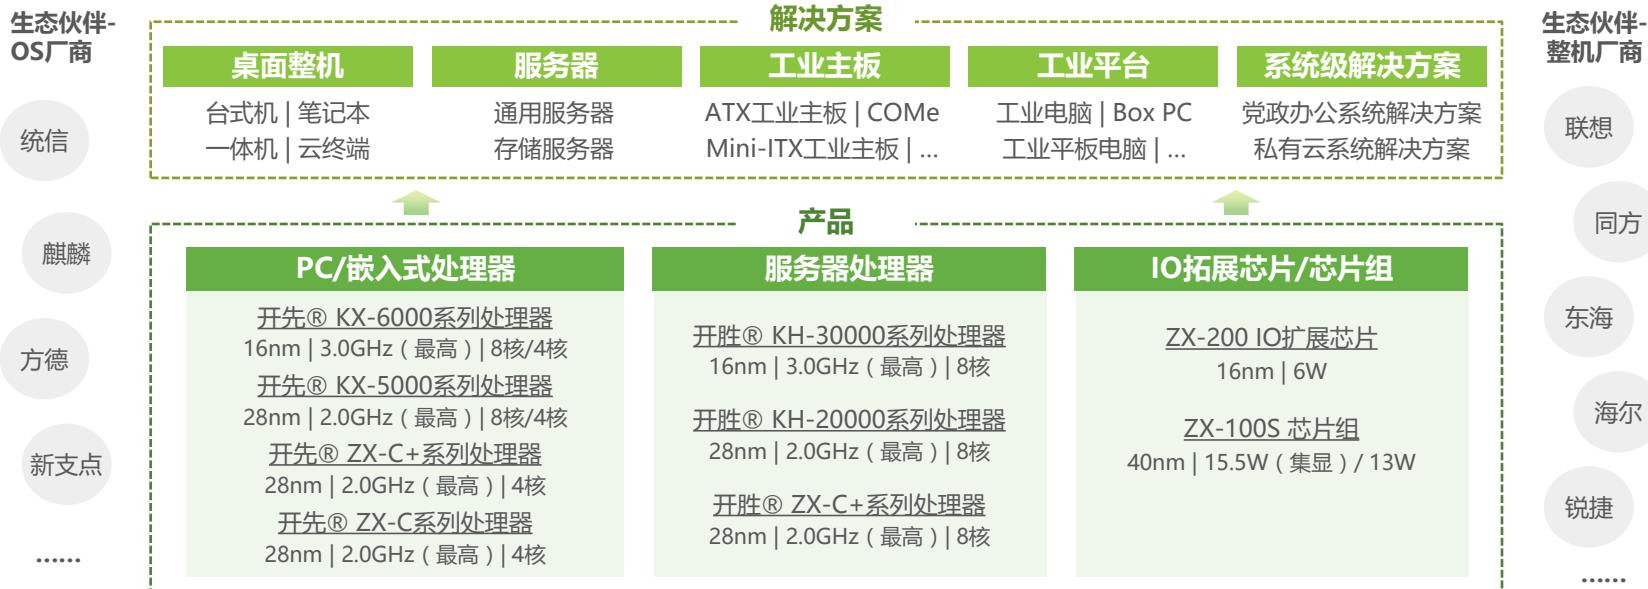 生态伙伴-
OS厂商
统信
麒麟
方德
新支点
……
解决方案
桌面整机
台式机 | 笔记本
一体机 | 云终端
服务器
通用服务器
存储服务器
工业主板
ATX工业主板 | COMe
Mini-ITX工业主板 | ...
工业平台
工业电脑 | Box PC
工业平板电脑 | ...
系统级解决方案
党政办公系统解决方案
私有云系统解决方案
产品
PC/嵌入式处理器
开先® KX-6000系列处理器
16nm | 3.0GHz（最高）| 8核/4核
开先® KX-5000系列处理器
28nm | 2.0GHz（最高）| 8核/4核
开先® ZX-C+系列处理器
28nm | 2.0GHz（最高）| 4核
开先® ZX-C系列处理器
28nm | 2.0GHz（最高）| 4核
服务器处理器
开胜® KH-30000系列处理器
16nm | 3.0GHz（最高）| 8核
开胜® KH-20000系列处理器
28nm | 2.0GHz（最高）| 8核
开胜® ZX-C+系列处理器
28nm | 2.0GHz（最高）| 8核
IO拓展芯片/芯片组
ZX-200 IO扩展芯片
16nm | 6W
ZX-100S 芯片组
40nm | 15.5W（集显）/ 13W
生态伙伴-
整机厂商
联想
同方
东海
海尔
锐捷
……